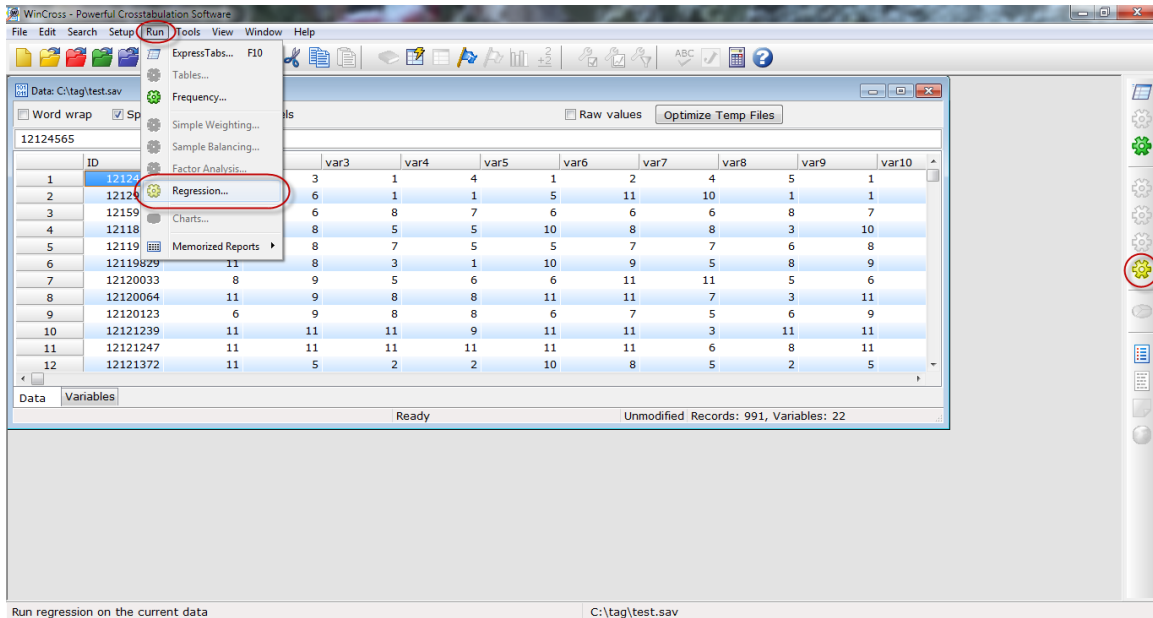 WinCross - Powerful Crosstabulation Software
File Edit Search Setup Run Tools View Window Help
ExpressTabs... F10
Tables...
Frequency...
Simple Weighting...
Sample Balancing...
Factor Analysis...
Regression...
Charts...
Memorized Reports
ABC
Data: C:\tag\test.sav
Word wrap Sp ls Raw values Optimize Temp Files
12124565
ID var3 var4 var5 var6 var7 var8 var9 var10
1 12124 3 1 4 1 2 4 5 1
2 12129 6 1 1 5 11 10 1 1
3 12159 6 8 7 6 6 6 8 7
4 12118 8 5 5 10 8 8 3 10
5 12119 8 7 5 5 7 7 6 8
6 12119829 11 8 3 1 10 9 5 8 9
7 12120033 8 9 5 6 6 11 11 5 6
8 12120064 11 9 8 8 11 11 7 3 11
9 12120123 6 9 8 8 6 7 5 6 9
10 12121239 11 11 11 9 11 11 3 11 11
11 12121247 11 11 11 11 11 11 6 8 11
12 12121372 11 5 2 2 10 8 5 2 5
Data Variables
Ready Unmodified Records: 991, Variables: 22
Run regression on the current data C:\tag\test.sav